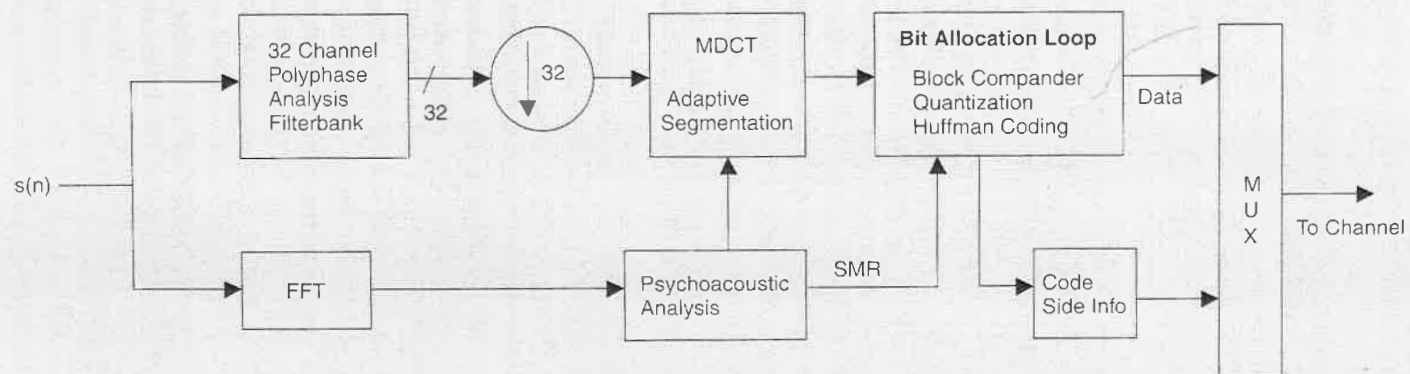 32 Channel
Polyphase
Analysis
Filterbank
32
32
MDCT
Adaptive
Segmentation
Bit Allocation Loop
Block Compander
Quantization
Huffman Coding
Data
s(n)
M
U
X
To Channel
FFT
Psychoacoustic
Analysis
SMR
Code
Side Info